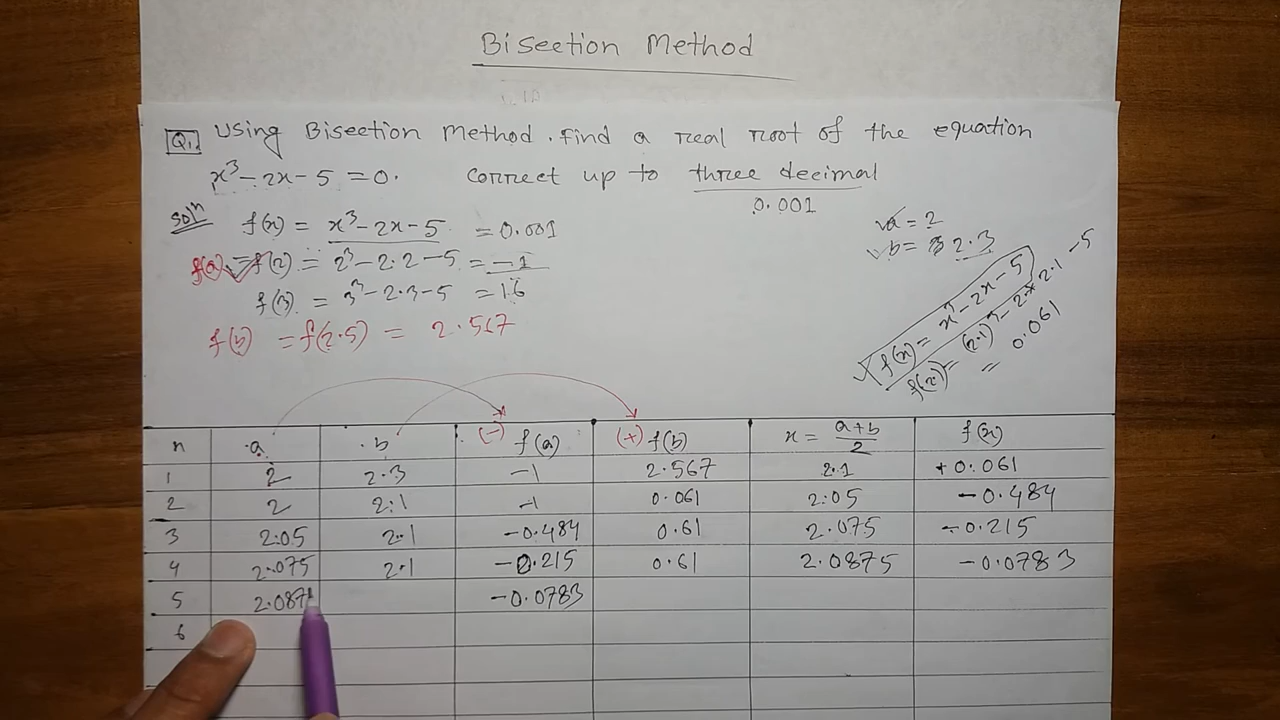 Bisection Method
Q1. Using Bisection Method. Find a real root of the equation
x³ - 2x - 5 = 0. Correct up to three decimal
0.001
Solⁿ f(x) = x³ - 2x - 5 = 0.001
f(a) = f(2) = 2³ - 2·2 - 5 = -1
f(3) = 3³ - 2·3 - 5 = 16
f(b) = f(2.5) = 2.567
a = 2
b = 3 2.3
f(x) = x³ - 2x - 5
f(x) = (2.1)³ - 2×2.1 - 5
= 0.061
n a b (-) f(a) (+) f(b) x = a+b/2 f(x)
1 2 2.3 -1 2.567 2.1 +0.061
2 2 2.1 -1 0.061 2.05 -0.484
3 2.05 2.1 -0.484 0.61 2.075 -0.215
4 2.075 2.1 -0.215 0.61 2.0875 -0.0783
5 2.087 -0.0783
6